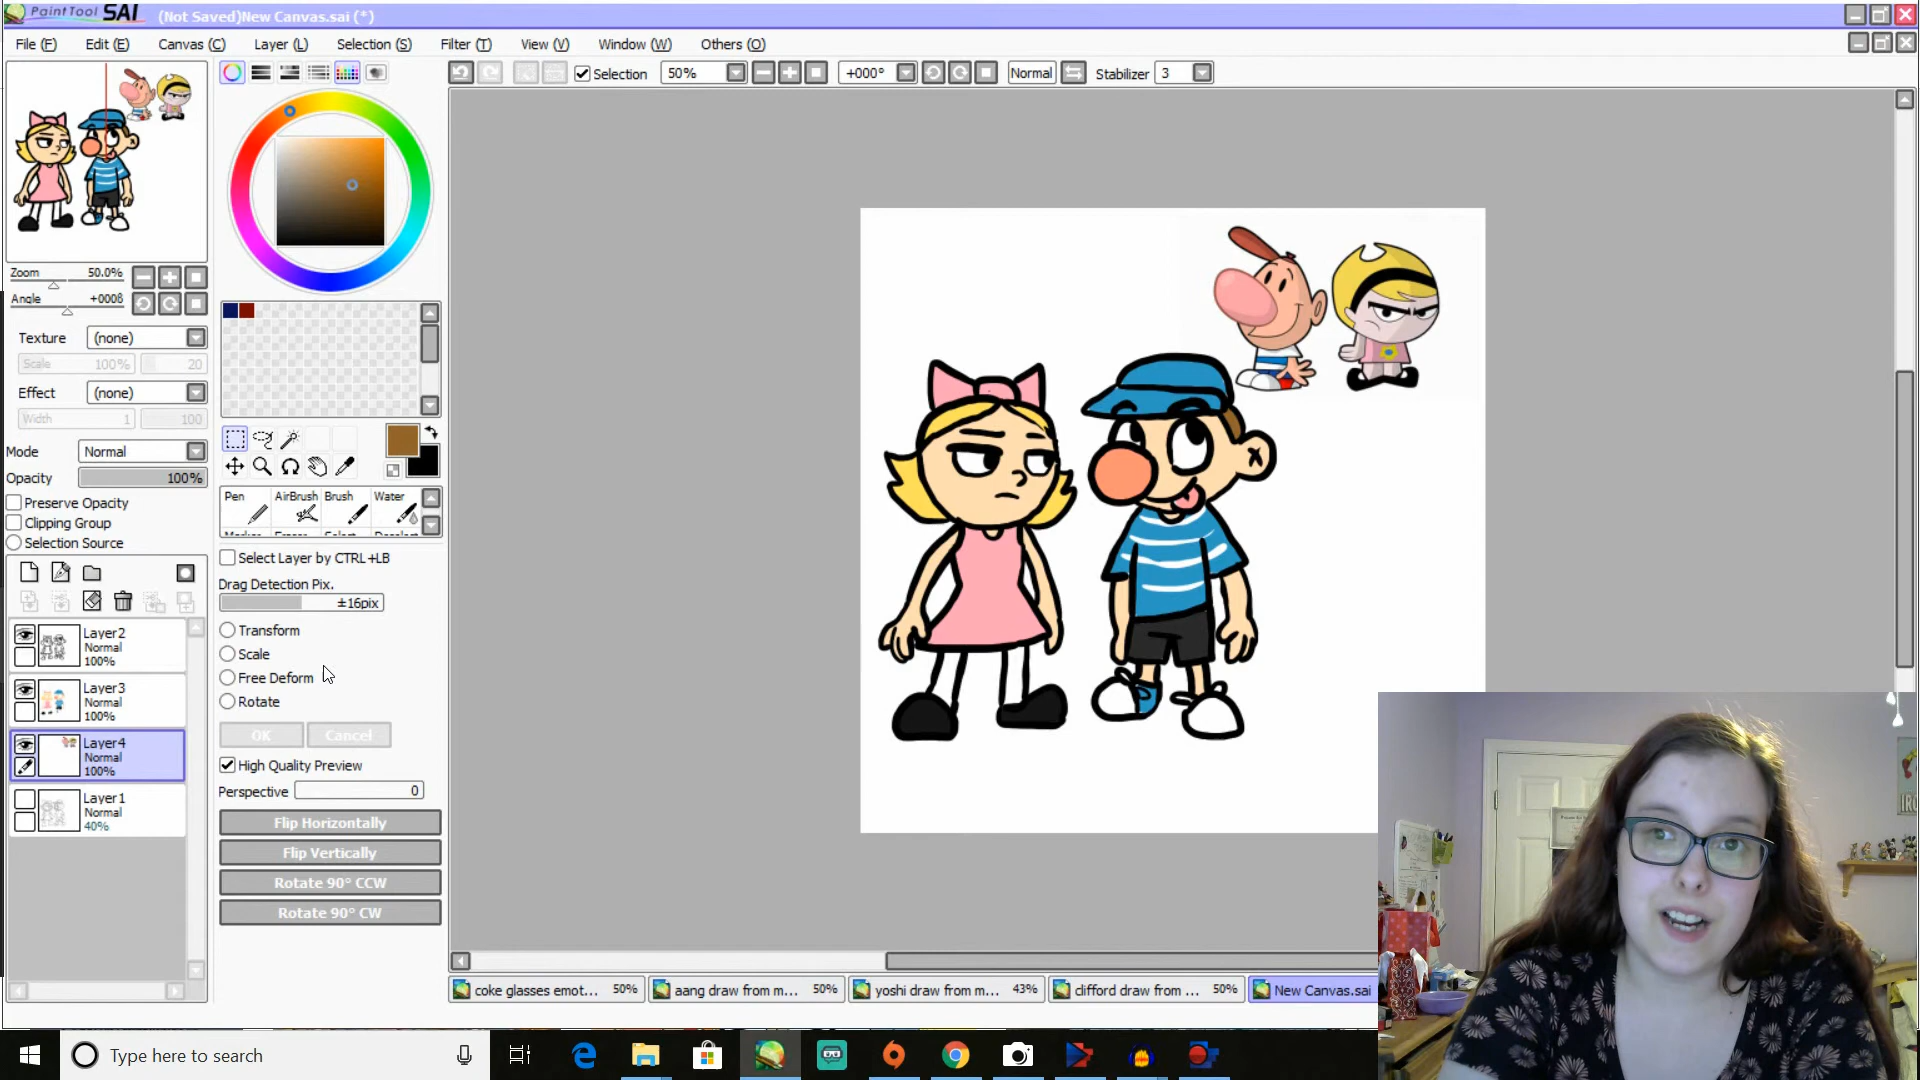 PaintTool SAI (Not Saved)New Canvas.sai (*)
File (F) Edit (E) Canvas (C) Layer (L) Selection (S) Filter (T) View (V) Window (W) Others (O)
Selection 50% +000° Normal Stabilizer 3
Zoom 50.0%
Angle +000ß
Texture (none)
Scale 100% 20
Effect (none)
Width 1 100
Mode Normal
Opacity 100%
Preserve Opacity
Clipping Group
Selection Source
Layer2
Normal
100%
Layer3
Normal
100%
Layer4
Normal
100%
Layer1
Normal
40%
Pen AirBrush Brush Water
Select Layer by CTRL+LB
Drag Detection Pix.
±16pix
Transform
Scale
Free Deform
Rotate
OK Cancel
High Quality Preview
Perspective 0
Flip Horizontally
Flip Vertically
Rotate 90° CCW
Rotate 90° CW
coke glasses emot... 50% aang draw from m... 50% yoshi draw from m... 43% clifford draw from ... 50% New Canvas.sai
Type here to search